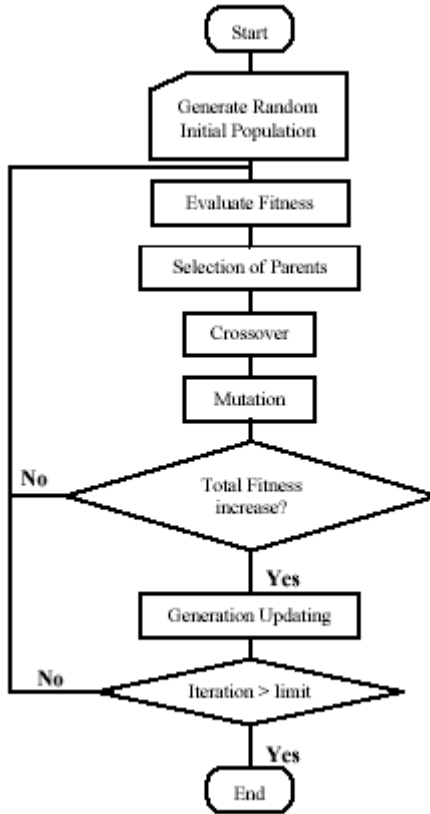 Start
Generate Random
Initial Population
Evaluate Fitness
Selection of Parents
Crossover
Mutation
Total Fitness
increase?
No
Yes
Generation Updating
Iteration > limit
No
Yes
End